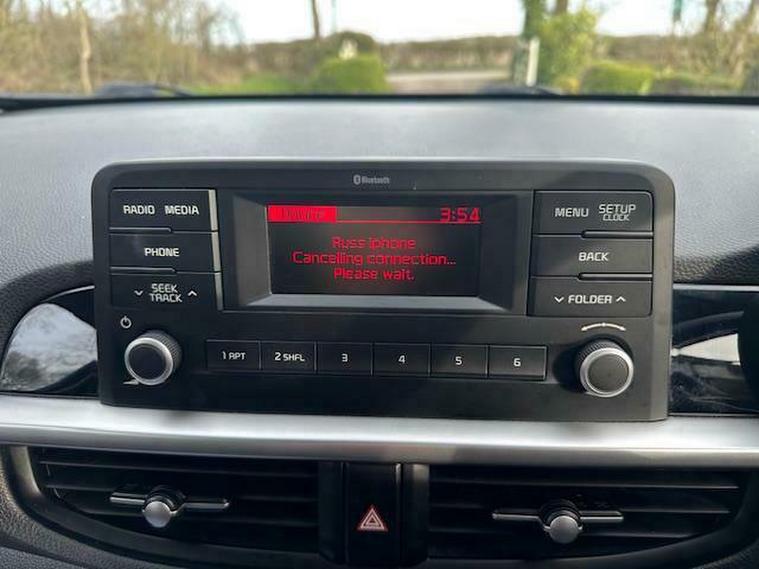 Bluetooth
RADIO MEDIA
PHONE
SEEK
TRACK
3:54
Russ iphone
Cancelling connection...
Please wait.
MENU SETUP
CLOCK
BACK
FOLDER
1 RPT 2 SHFL 3 4 5 6